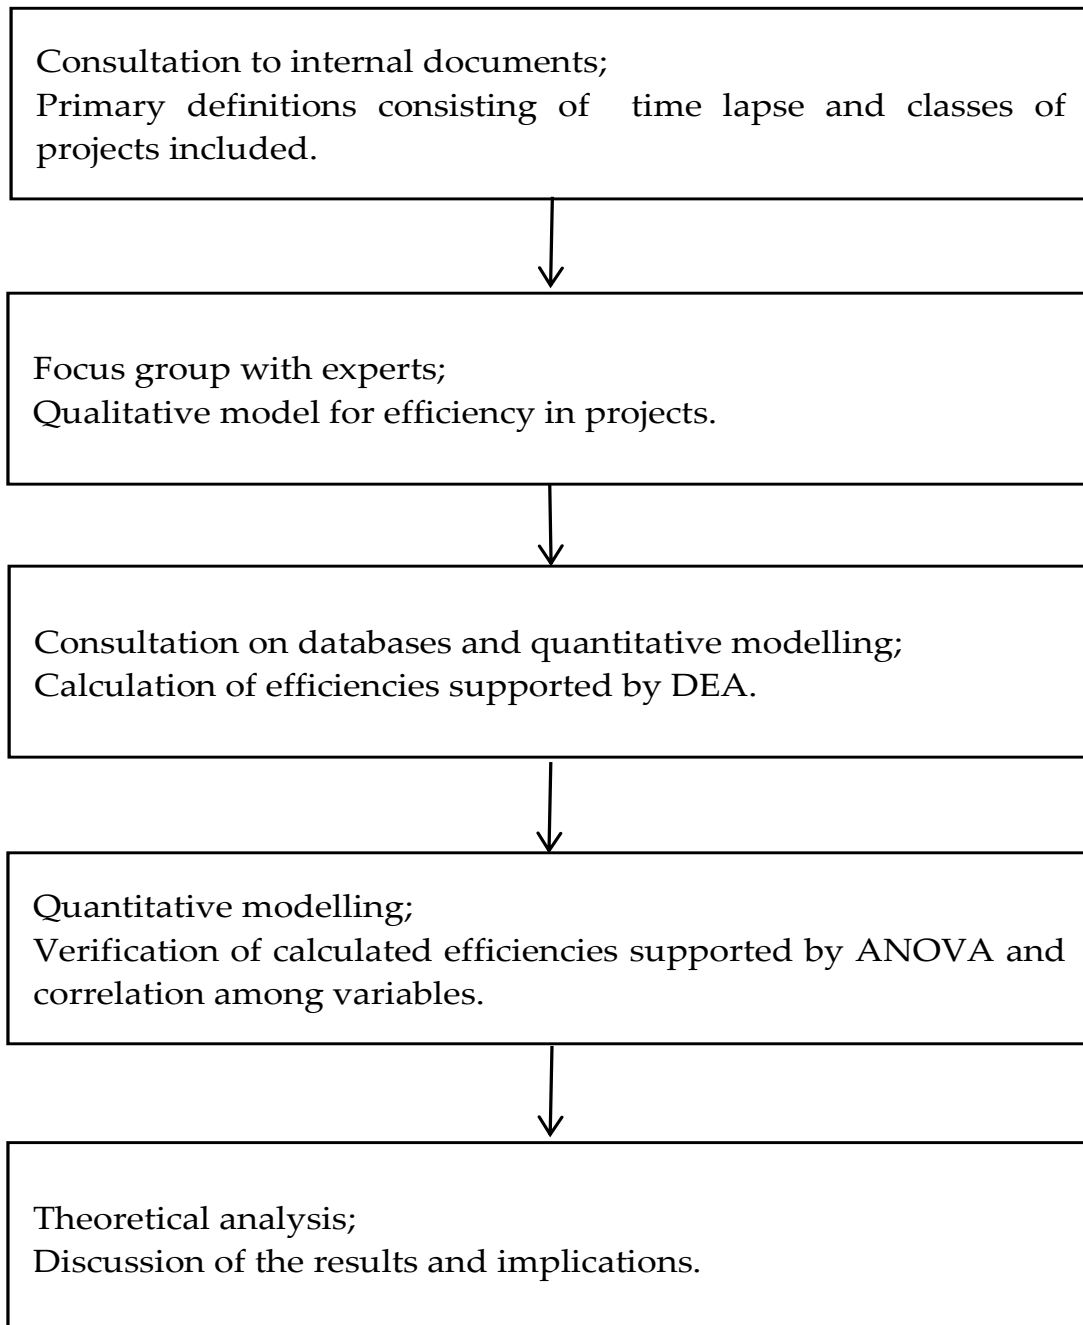 Consultation to internal documents;
Primary definitions consisting of time lapse and classes of
projects included.
Focus group with experts;
Qualitative model for efficiency in projects.
Consultation on databases and quantitative modelling;
Calculation of efficiencies supported by DEA.
Quantitative modelling;
Verification of calculated efficiencies supported by ANOVA and
correlation among variables.
Theoretical analysis;
Discussion of the results and implications.